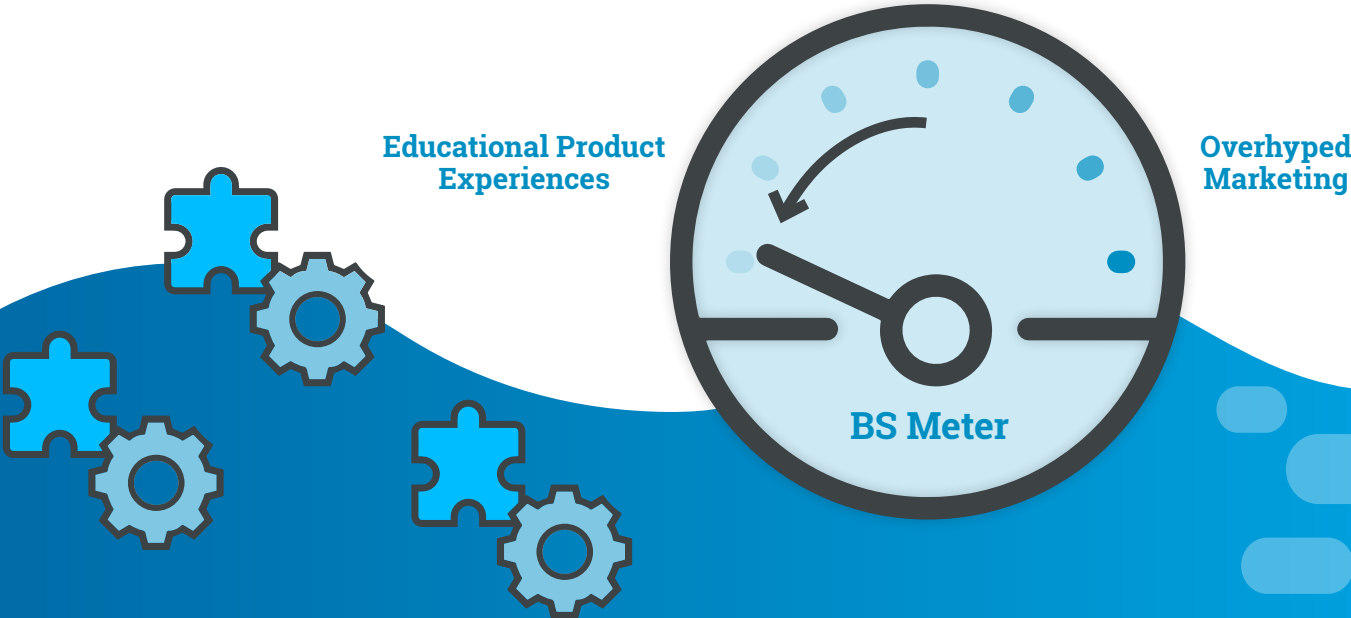 Educational Product
Experiences
Overhyped
Marketing
BS Meter